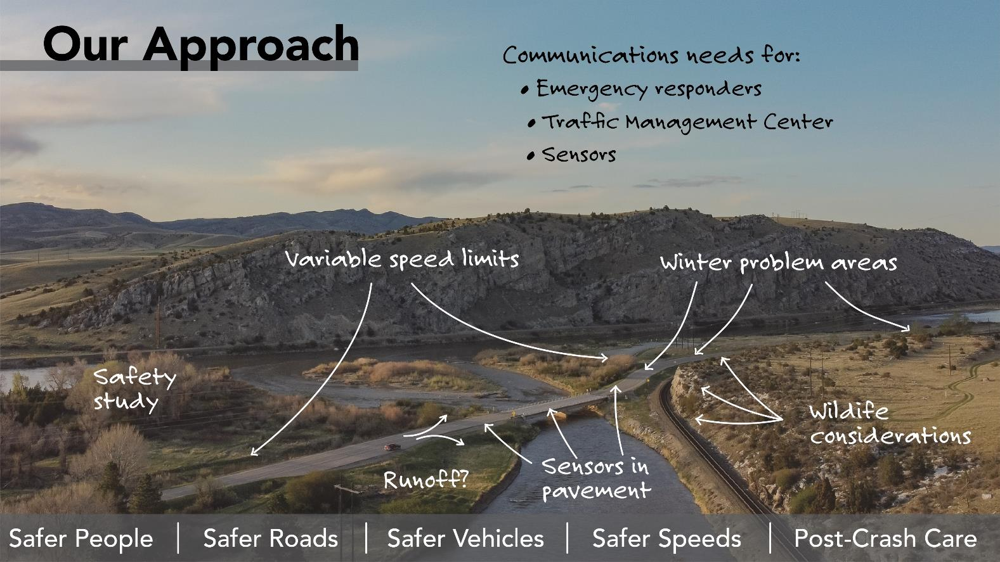 Our Approach
Communications needs for:
• Emergency responders
• Traffic Management Center
• Sensors
Variable speed limits
Winter problem areas
Safety
study
Wildife
considerations
Runoff?
Sensors in
pavement
Safer People | Safer Roads | Safer Vehicles | Safer Speeds | Post-Crash Care